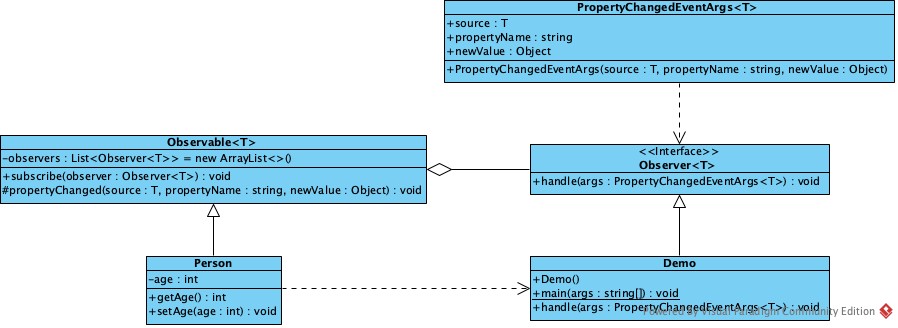 PropertyChangedEventArgs<T>
+source : T
+propertyName : string
+newValue : Object
+PropertyChangedEventArgs(source : T, propertyName : string, newValue : Object)
Observable<T>
-observers : List<Observer<T>> = new ArrayList<>()
+subscribe(observer : Observer<T>) : void
#propertyChanged(source : T, propertyName : string, newValue : Object) : void
<<Interface>>
Observer<T>
+handle(args : PropertyChangedEventArgs<T>) : void
Person
-age : int
+getAge() : int
+setAge(age : int) : void
Demo
+Demo()
+main(args : string[]) : void
+handle(args : PropertyChangedEventArgs<T>) : void
Powered By Visual Paradigm Community Edition